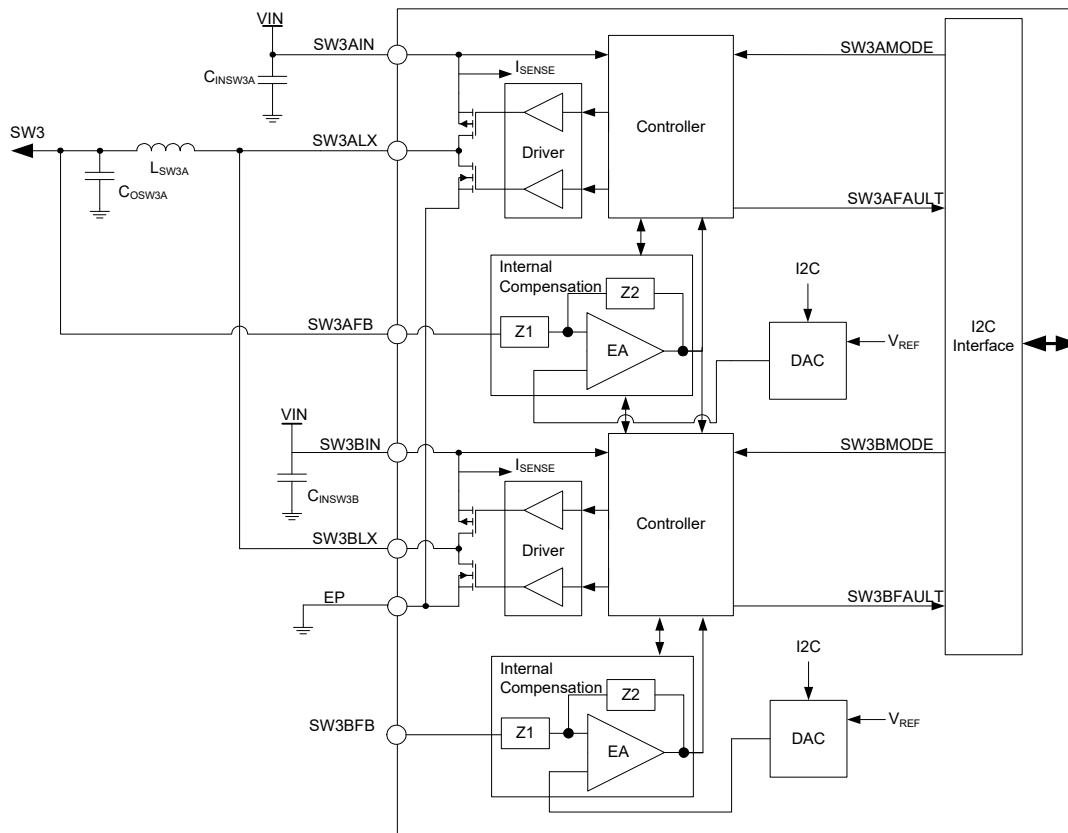 VIN
SW3AIN
CINSW3A
ISENSE
SW3AMODE
Controller
SW3
SW3ALX
LSW3A
COSW3A
Driver
SW3AFAULT
Internal
Compensation
Z2
I2C
SW3AFB
Z1
EA
DAC
VREF
I2C
Interface
VIN
SW3BIN
CINSW3B
ISENSE
SW3BMODE
Controller
SW3BLX
Driver
EP
SW3BFAULT
Internal
Compensation
Z2
I2C
SW3BFB
Z1
EA
DAC
VREF